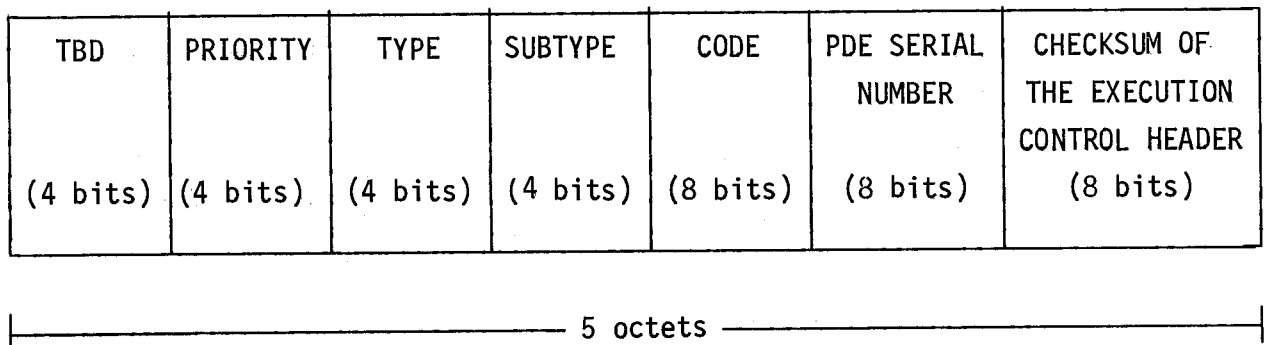 TBD PRIORITY TYPE SUBTYPE CODE PDE SERIAL NUMBER CHECKSUM OF THE EXECUTION CONTROL HEADER
(4 bits) (4 bits) (4 bits) (4 bits) (8 bits) (8 bits) (8 bits)
5 octets